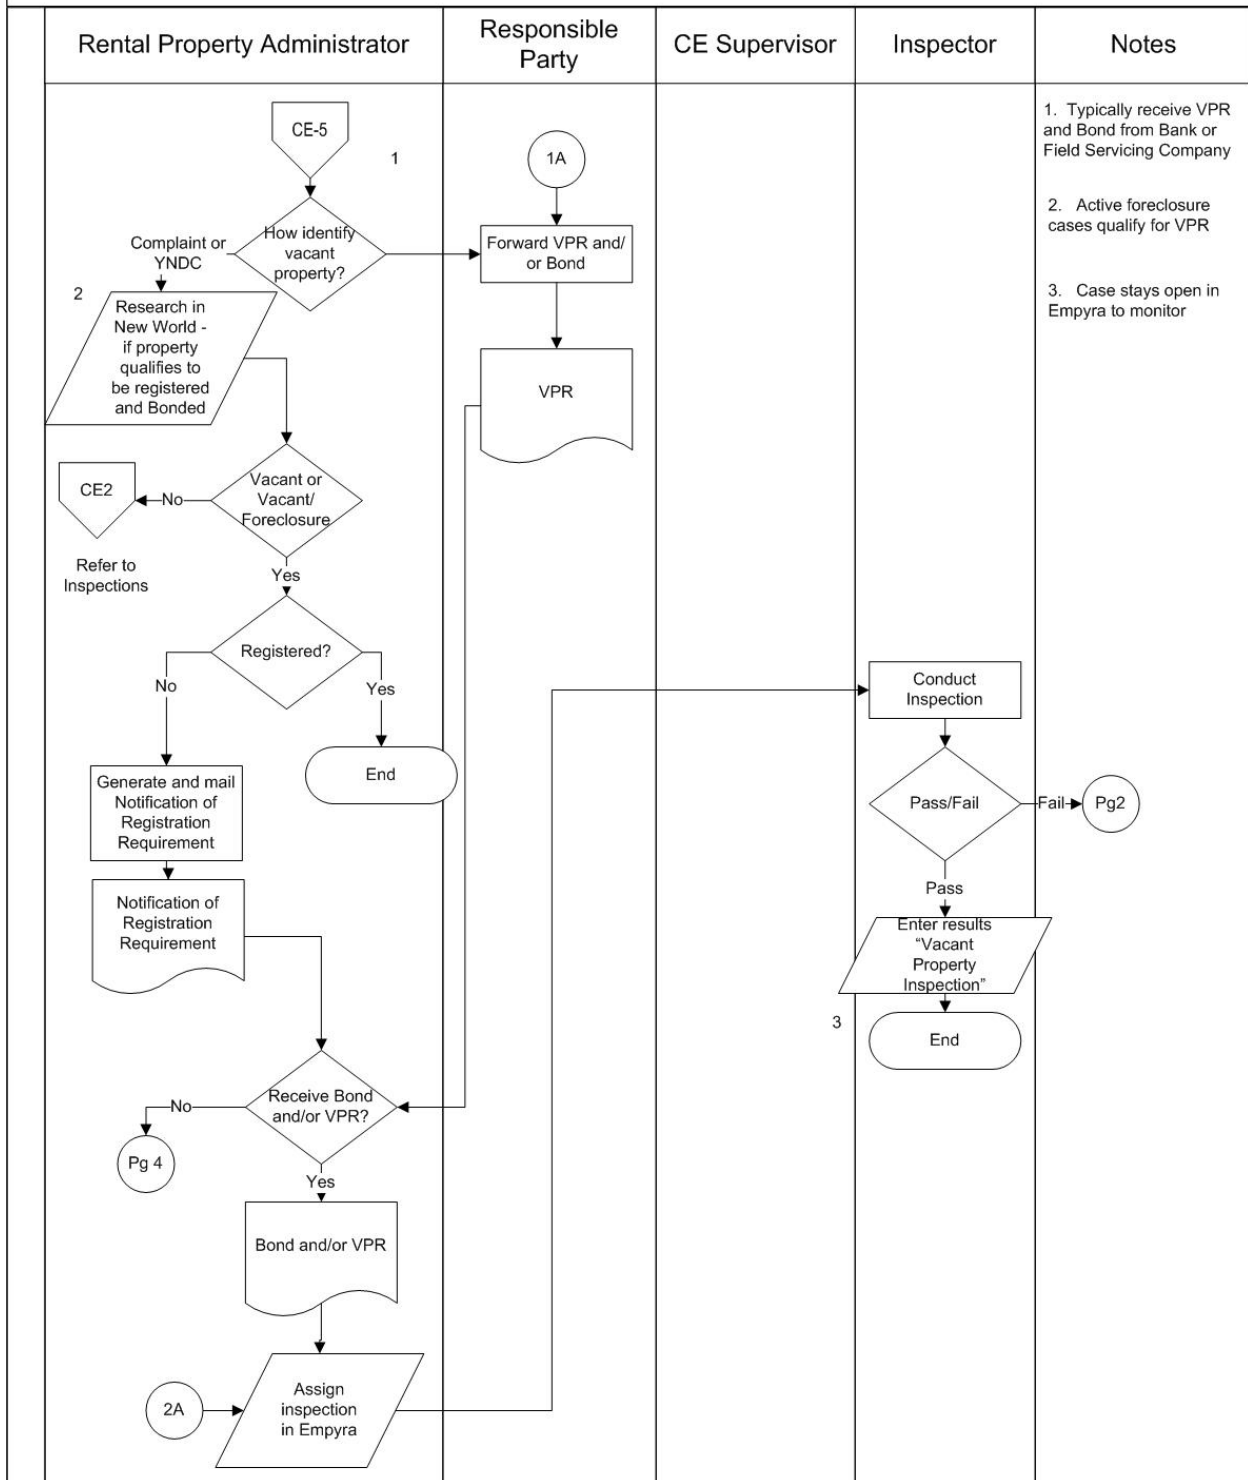 Rental Property Administrator
Responsible
Party
CE Supervisor
Inspector
Notes
CE-5
1
1A
1. Typically receive VPR
and Bond from Bank or
Field Servicing Company
2. Active foreclosure
cases qualify for VPR
3. Case stays open in
Empyra to monitor
How identify
vacant
property?
Complaint or
YNDC
Forward VPR and/
or Bond
2
Research in
New World -
if property
qualifies to
be registered
and Bonded
VPR
Vacant or
Vacant/
Foreclosure
No
CE2
Refer to
Inspections
Yes
Registered?
No
Yes
End
Generate and mail
Notification of
Registration
Requirement
Notification of
Registration
Requirement
Receive Bond
and/or VPR?
No
Pg 4
Yes
Bond and/or VPR
2A
Assign
inspection
in Empyra
Conduct
Inspection
Pass/Fail
Fail
Pg2
Pass
Enter results
“Vacant
Property
Inspection”
3
End